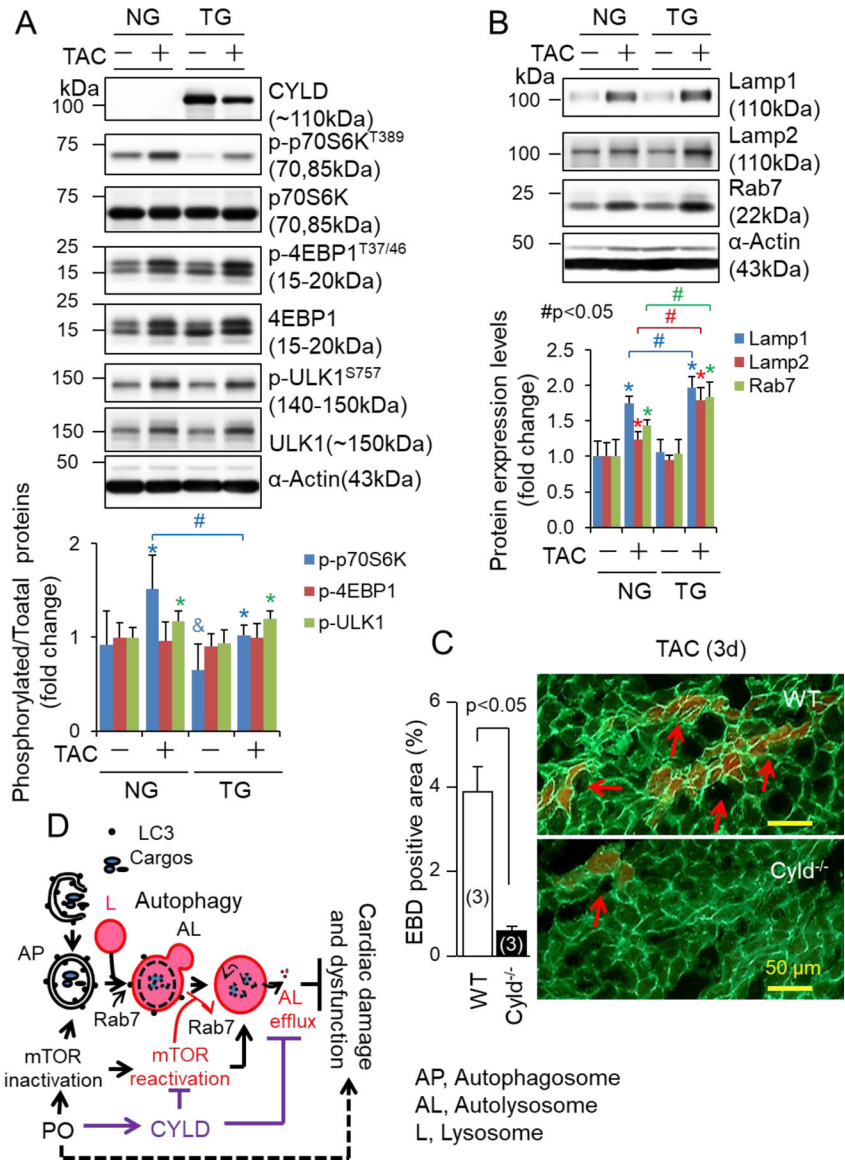 A
NG TG
TAC − + − +
kDa
100
CYLD
(~110kDa)
75
p-p70S6KT389
(70,85kDa)
75
p70S6K
(70,85kDa)
25
15
p-4EBP1T37/46
(15-20kDa)
25
15
4EBP1
(15-20kDa)
150
p-ULK1S757
(140-150kDa)
150
ULK1(~150kDa)
50
α-Actin(43kDa)
Phosphorylated/Toatal proteins
(fold change)
2
1
0
#
*
*
&
*
*
p-p70S6K
p-4EBP1
p-ULK1
TAC − + − +
NG TG
B
NG TG
TAC − + − +
kDa
100
Lamp1
(110kDa)
100
Lamp2
(110kDa)
25
Rab7
(22kDa)
50
α-Actin
(43kDa)
#p<0.05
#
#
#
Lamp1
Lamp2
Rab7
Protein erxpression levels
(fold change)
2.5
2.0
1.5
1.0
0.5
0.0
*
*
*
*
*
*
TAC − + − +
NG TG
C
TAC (3d)
EBD positive area (%)
6
4
2
0
p<0.05
(3)
(3)
WT
Cyld-/-
WT
Cyld-/-
50 μm
D
LC3
Cargos
L
Autophagy
AP
AL
Rab7
Rab7
AL
efflux
Cardiac damage
and dysfunction
mTOR
inactivation
mTOR
reactivation
PO
CYLD
AP, Autophagosome
AL, Autolysosome
L, Lysosome